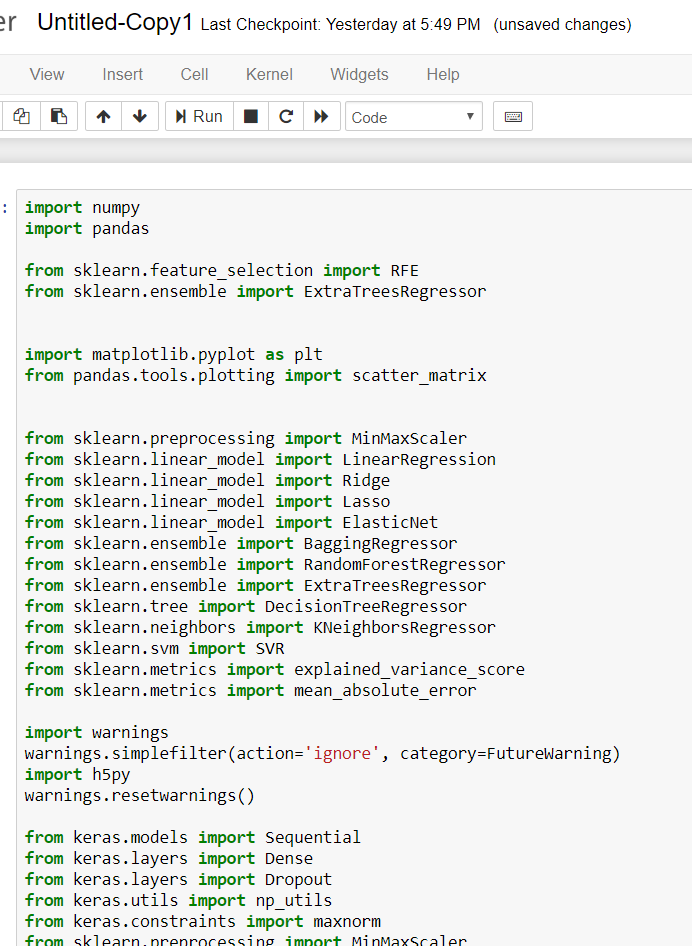 er Untitled-Copy1 Last Checkpoint: Yesterday at 5:49 PM (unsaved changes)
View Insert Cell Kernel Widgets Help
Run Code
:
import numpy
import pandas
from sklearn.feature_selection import RFE
from sklearn.ensemble import ExtraTreesRegressor
import matplotlib.pyplot as plt
from pandas.tools.plotting import scatter_matrix
from sklearn.preprocessing import MinMaxScaler
from sklearn.linear_model import LinearRegression
from sklearn.linear_model import Ridge
from sklearn.linear_model import Lasso
from sklearn.linear_model import ElasticNet
from sklearn.ensemble import BaggingRegressor
from sklearn.ensemble import RandomForestRegressor
from sklearn.ensemble import ExtraTreesRegressor
from sklearn.tree import DecisionTreeRegressor
from sklearn.neighbors import KNeighborsRegressor
from sklearn.svm import SVR
from sklearn.metrics import explained_variance_score
from sklearn.metrics import mean_absolute_error
import warnings
warnings.simplefilter(action='ignore', category=FutureWarning)
import h5py
warnings.resetwarnings()
from keras.models import Sequential
from keras.layers import Dense
from keras.layers import Dropout
from keras.utils import np_utils
from keras.constraints import maxnorm
from sklearn.preprocessing import MinMaxScaler